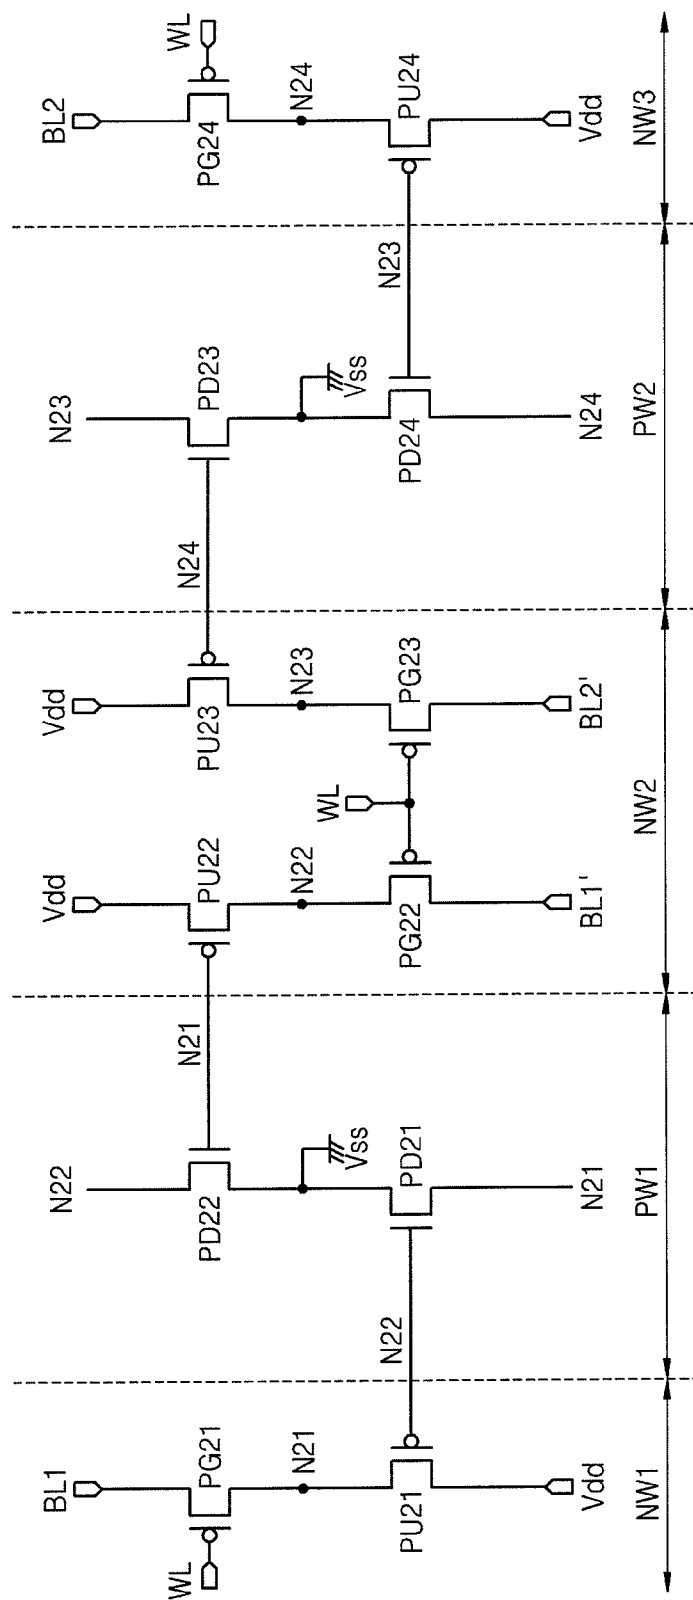 BL1
WL
PG21
N21
PU21
Vdd
N22
N22
PD22
Vss
PD21
N21
N21
Vdd
PU22
N22
PG22
BL1'
WL
Vdd
PU23
N23
PG23
BL2'
N24
N23
PD23
Vss
PD24
N24
N23
BL2
WL
PG24
N24
PU24
Vdd
NW1
PW1
NW2
PW2
NW3